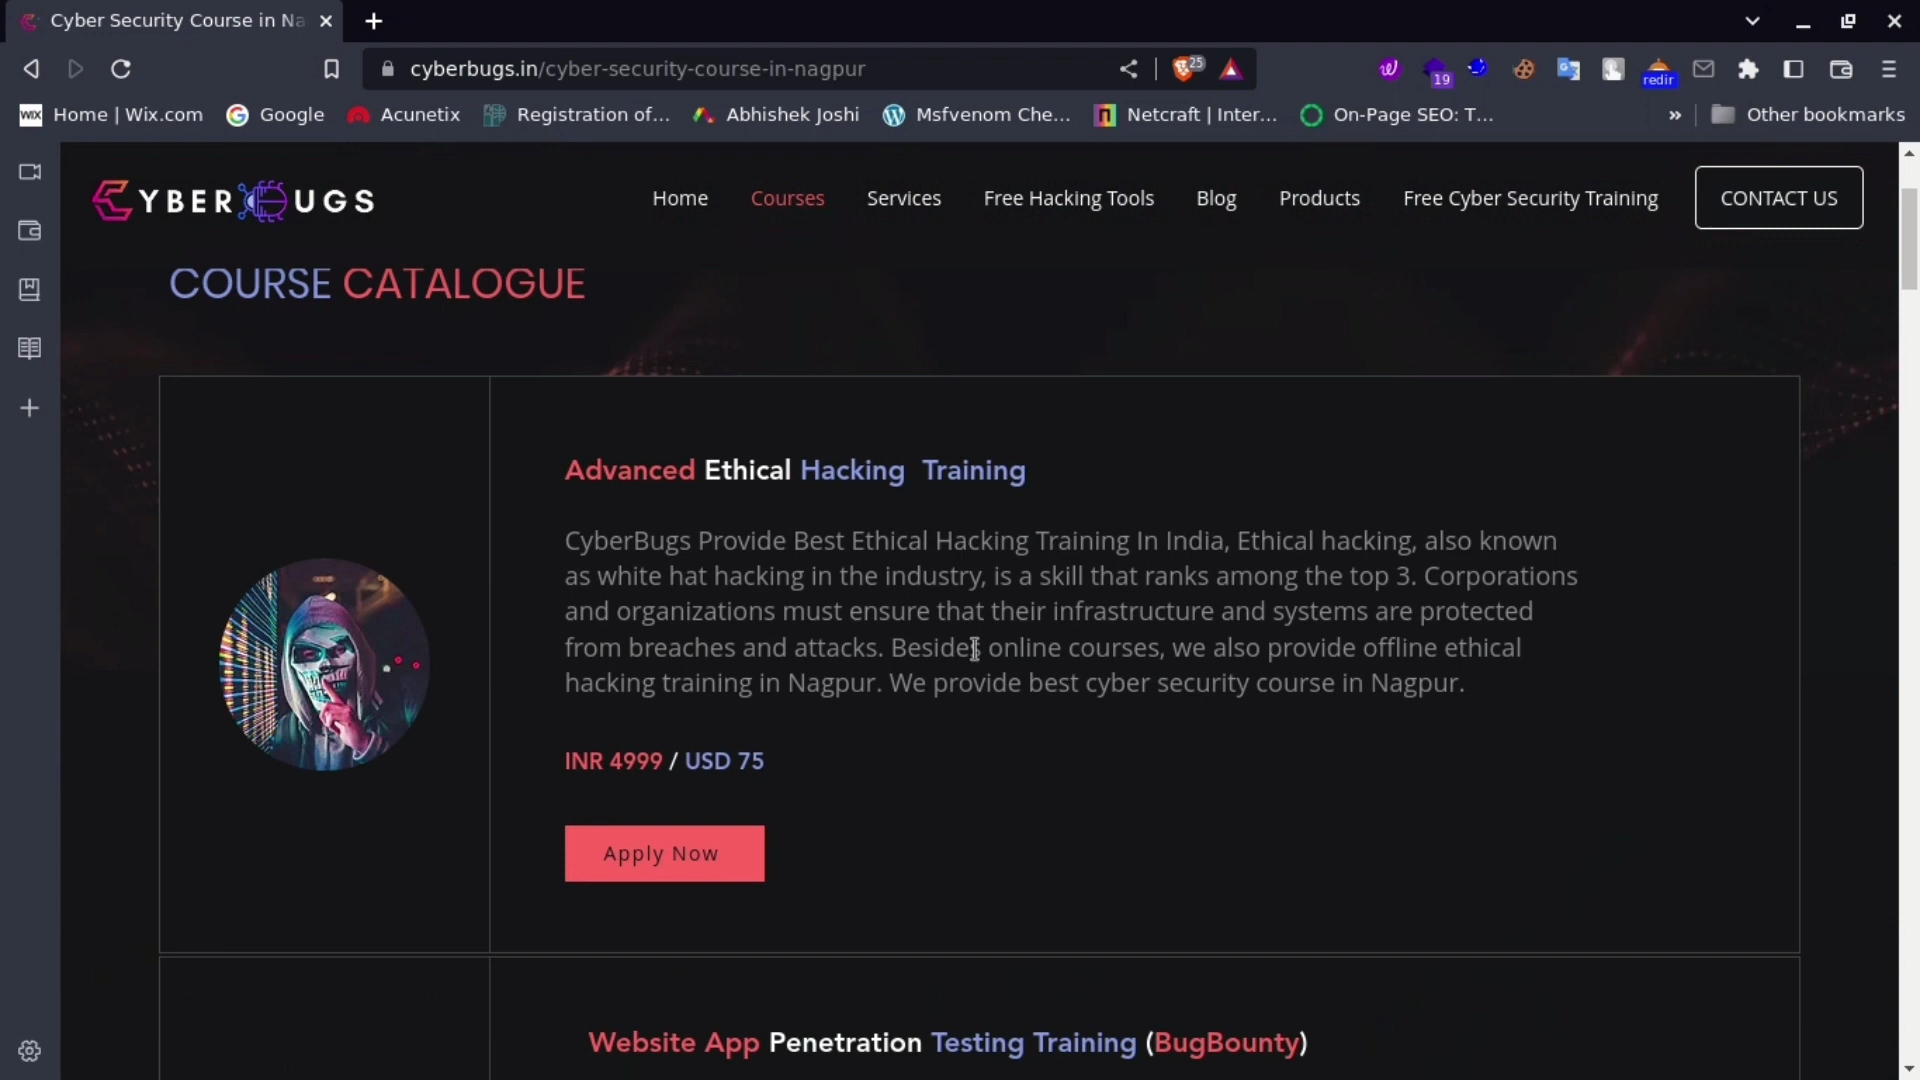 Cyber Security Course in Na
cyberbugs.in/cyber-security-course-in-nagpur
25
19
redir
WIX Home | Wix.com
Google
Acunetix
Registration of...
Abhishek Joshi
Msfvenom Che...
Netcraft | Inter...
On-Page SEO: T...
Other bookmarks
CYBERBUGS
Home
Courses
Services
Free Hacking Tools
Blog
Products
Free Cyber Security Training
CONTACT US
COURSE CATALOGUE
Advanced Ethical Hacking Training
CyberBugs Provide Best Ethical Hacking Training In India, Ethical hacking, also known
as white hat hacking in the industry, is a skill that ranks among the top 3. Corporations
and organizations must ensure that their infrastructure and systems are protected
from breaches and attacks. Besides online courses, we also provide offline ethical
hacking training in Nagpur. We provide best cyber security course in Nagpur.
INR 4999 / USD 75
Apply Now
Website App Penetration Testing Training (BugBounty)